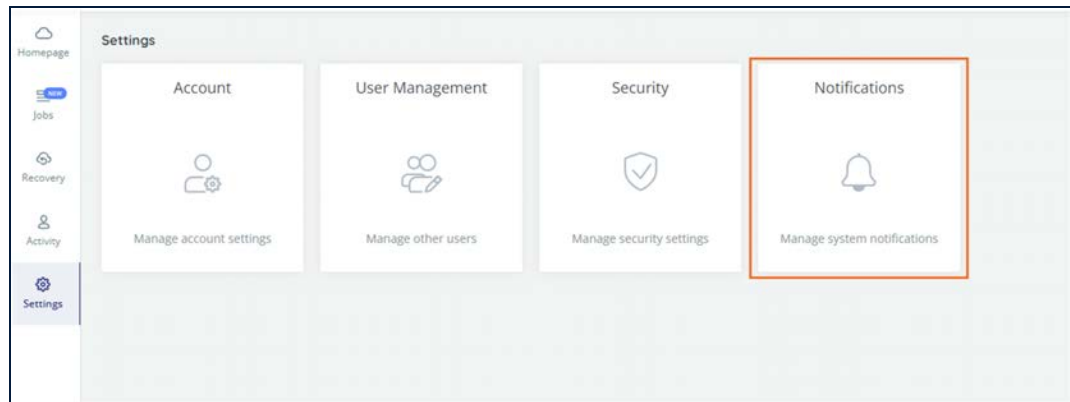 Homepage
NEW
Jobs
Recovery
Activity
Settings
Settings
Account
Manage account settings
User Management
Manage other users
Security
Manage security settings
Notifications
Manage system notifications